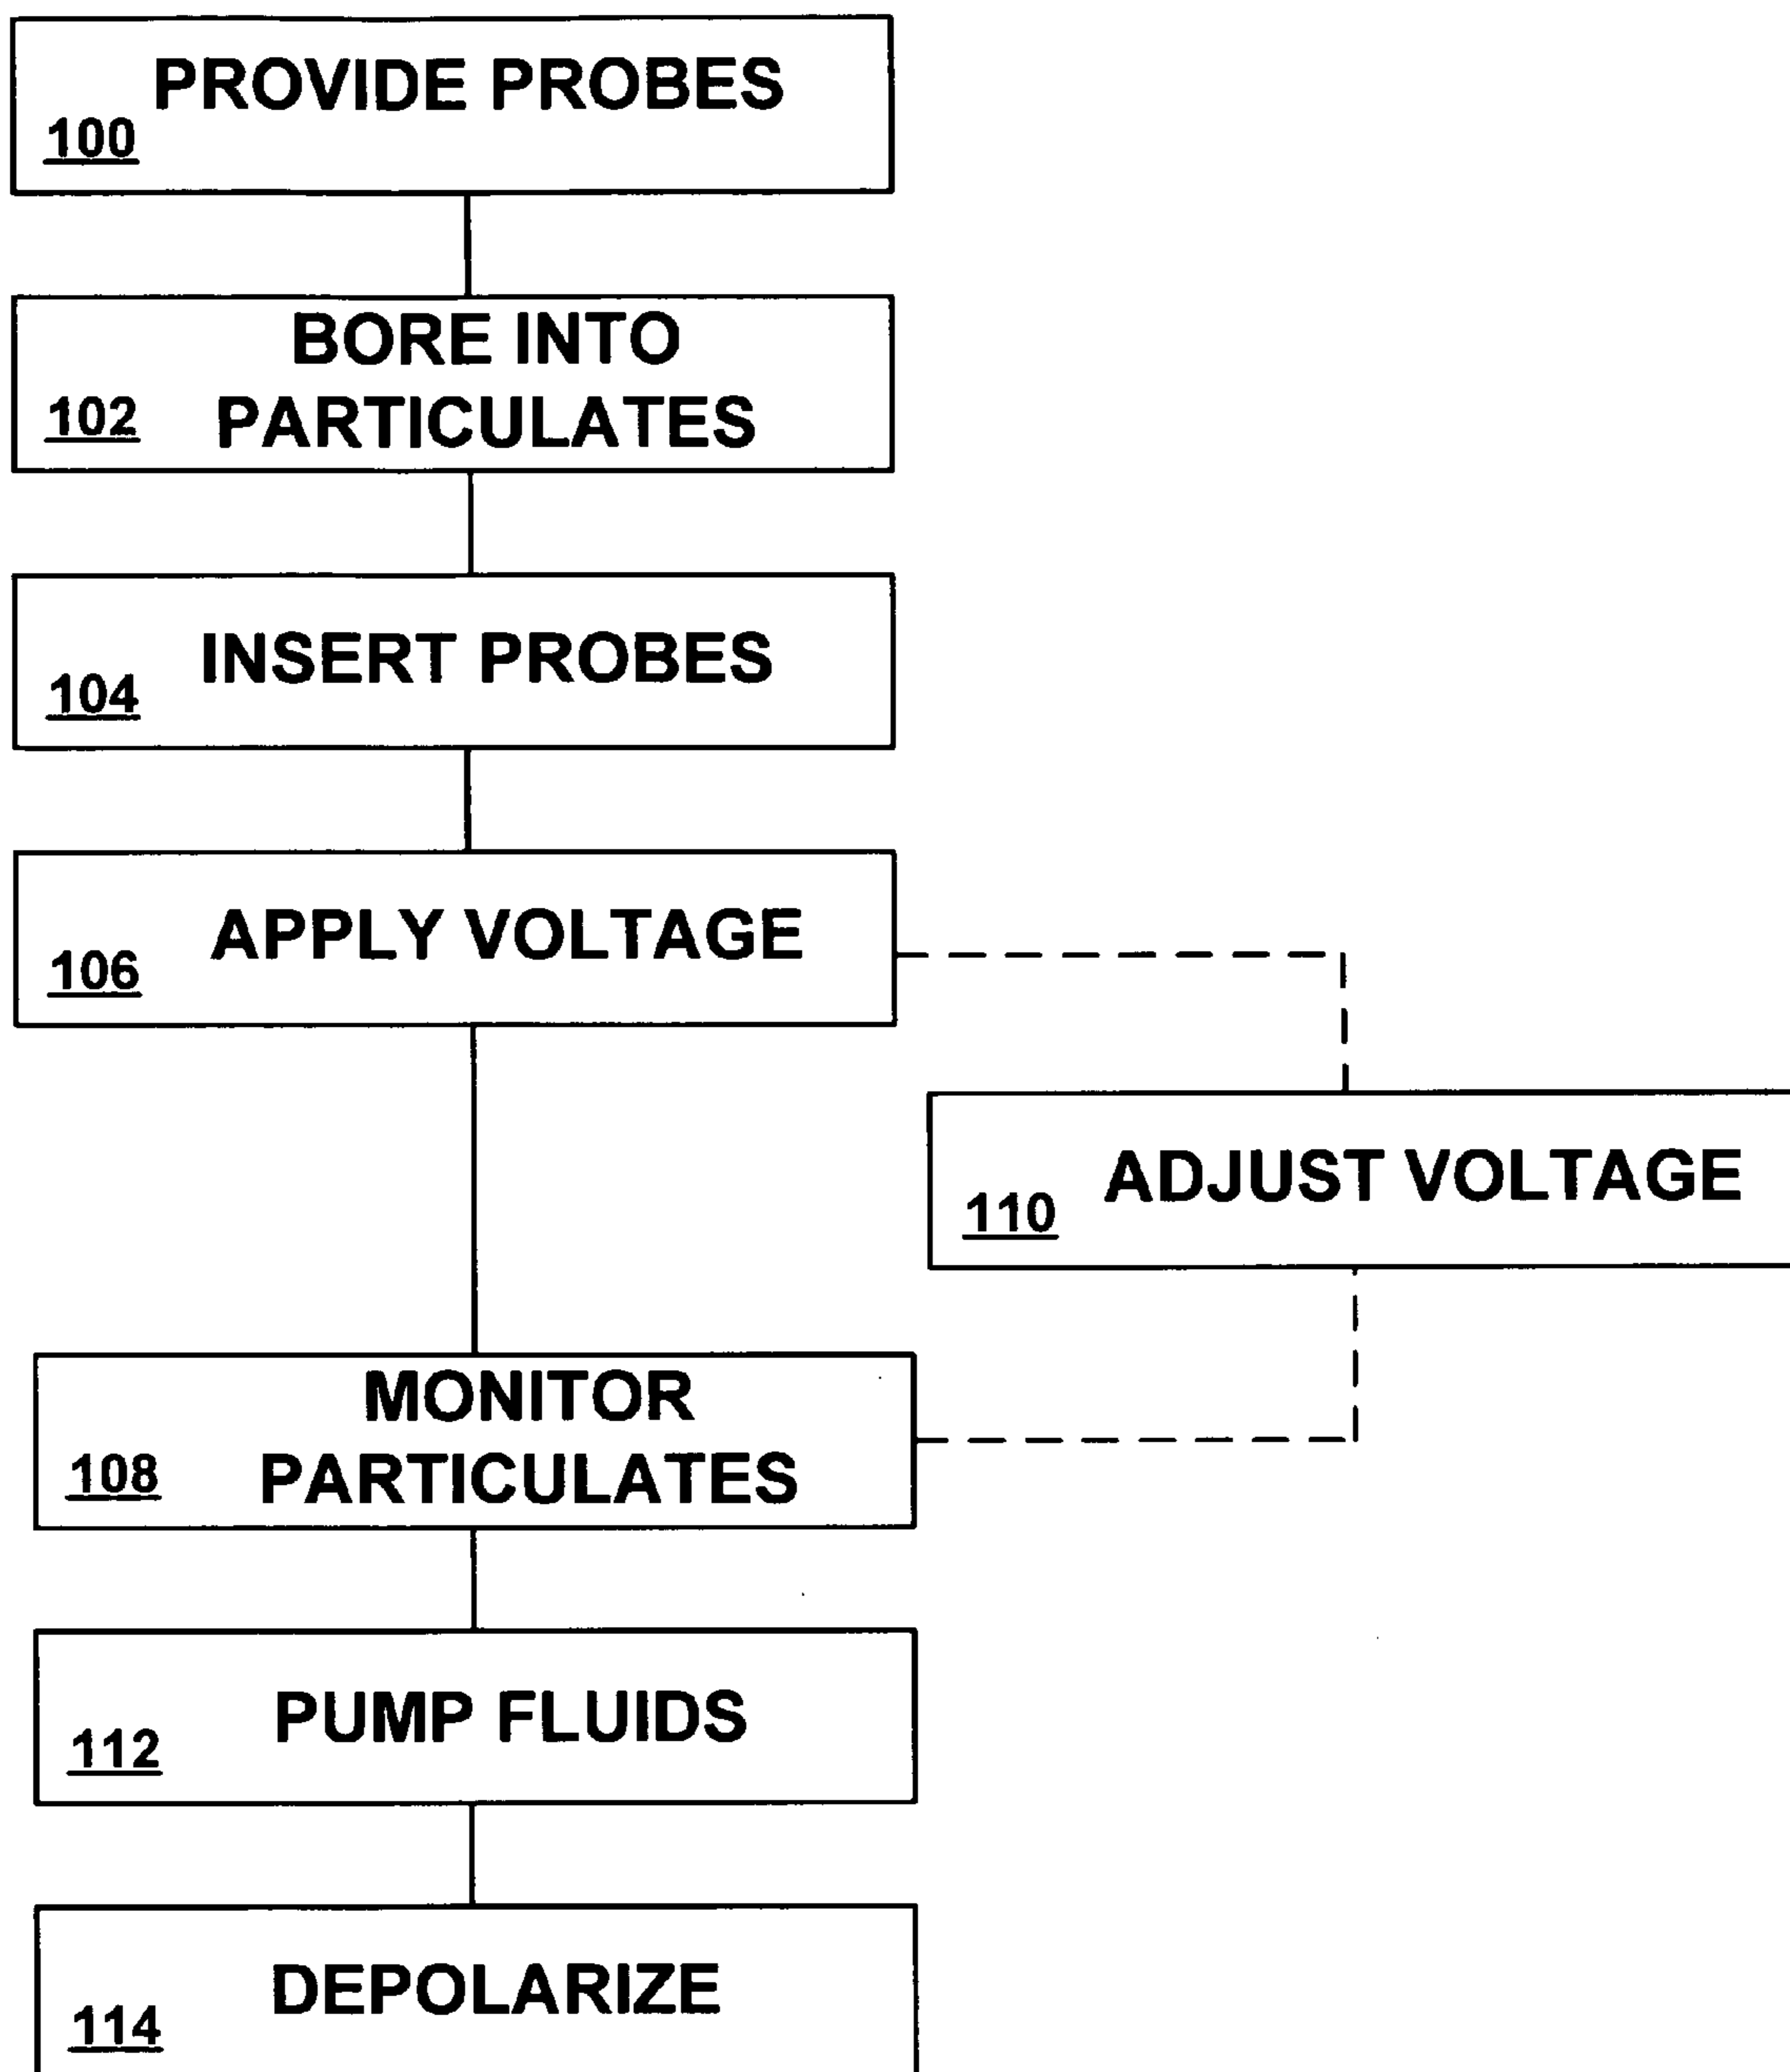 PROVIDE PROBES
100
BORE INTO
102 PARTICULATES
INSERT PROBES
104
APPLY VOLTAGE
106
ADJUST VOLTAGE
110
MONITOR
108 PARTICULATES
PUMP FLUIDS
112
DEPOLARIZE
114